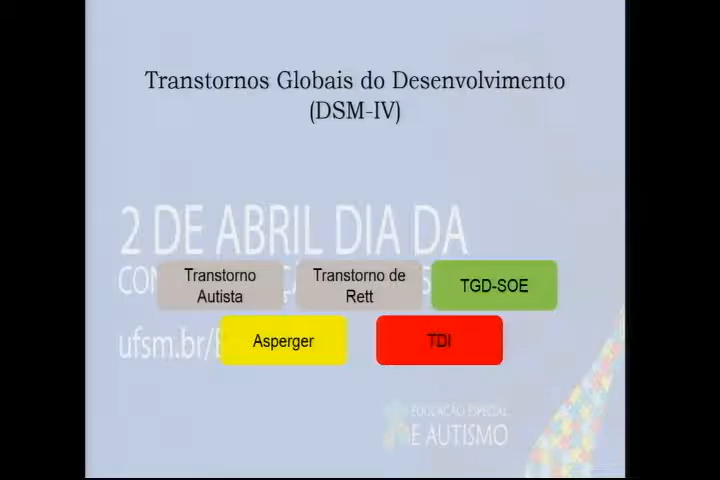 Transtornos Globais do Desenvolvimento
(DSM-IV)
2 DE ABRIL DIA DA
Transtorno
Autista
Transtorno de
Rett
TGD-SOE
ufsm.br/
Asperger
TDI
EDUCAÇÃO ESPECIAL
E AUTISMO